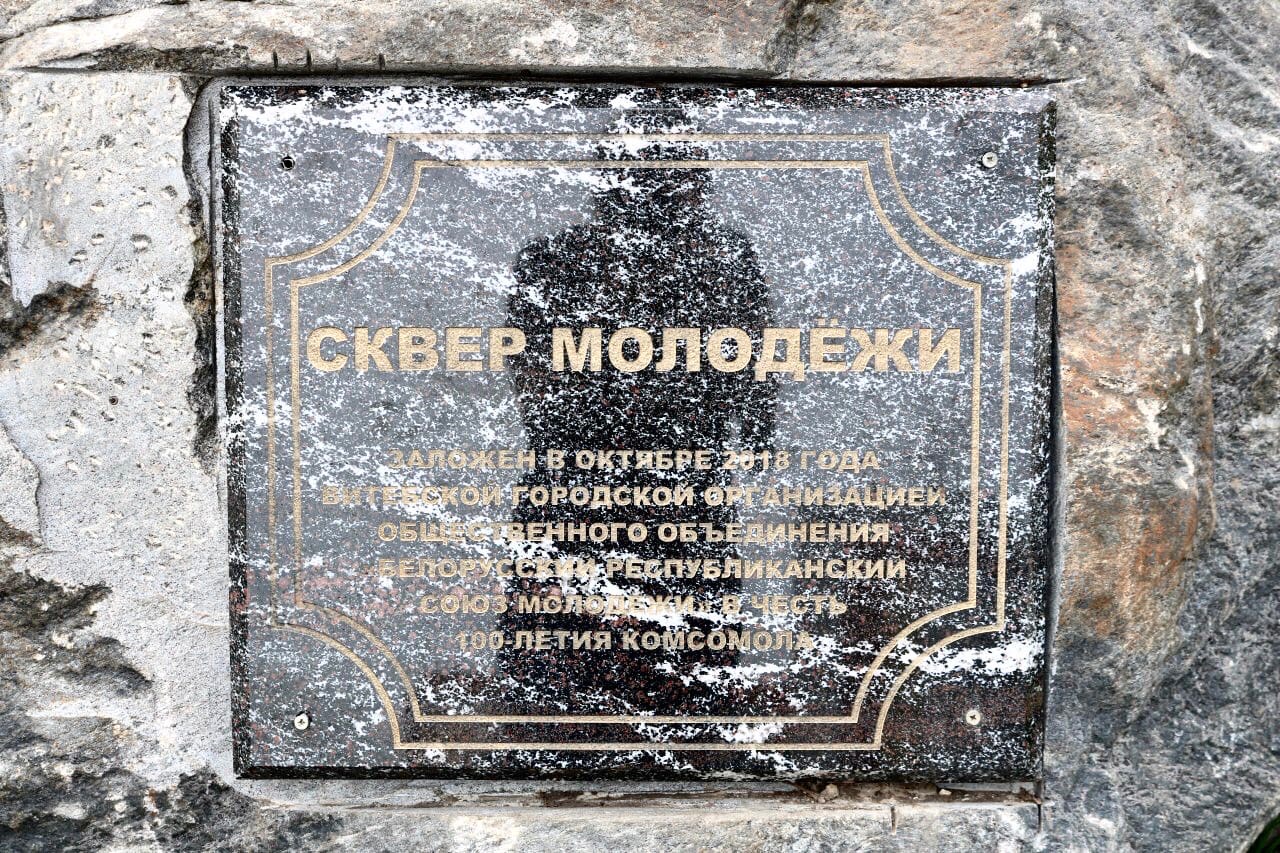 СКВЕР МОЛОДЁЖИ
ЗАЛОЖЕН В ОКТЯБРЕ 2018 ГОДА
ВИТЕБСКОЙ ГОРОДСКОЙ ОРГАНИЗАЦИЕЙ
ОБЩЕСТВЕННОГО ОБЪЕДИНЕНИЯ
«БЕЛОРУССКИЙ РЕСПУБЛИКАНСКИЙ
СОЮЗ МОЛОДЕЖИ» В ЧЕСТЬ
100-ЛЕТИЯ КОМСОМОЛА